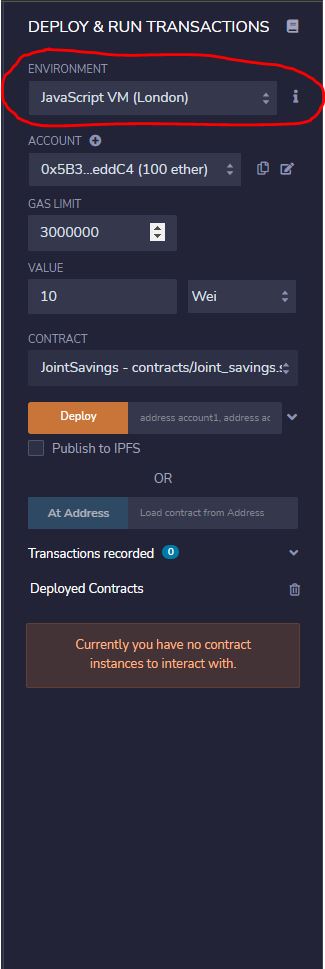 DEPLOY & RUN TRANSACTIONS
ENVIRONMENT
JavaScript VM (London)
ACCOUNT
0x5B3...eddC4 (100 ether)
GAS LIMIT
3000000
VALUE
10 Wei
CONTRACT
JointSavings - contracts/Joint_savings.s
Deploy address account1, address ac
Publish to IPFS
OR
At Address Load contract from Address
Transactions recorded 0
Deployed Contracts
Currently you have no contract
instances to interact with.